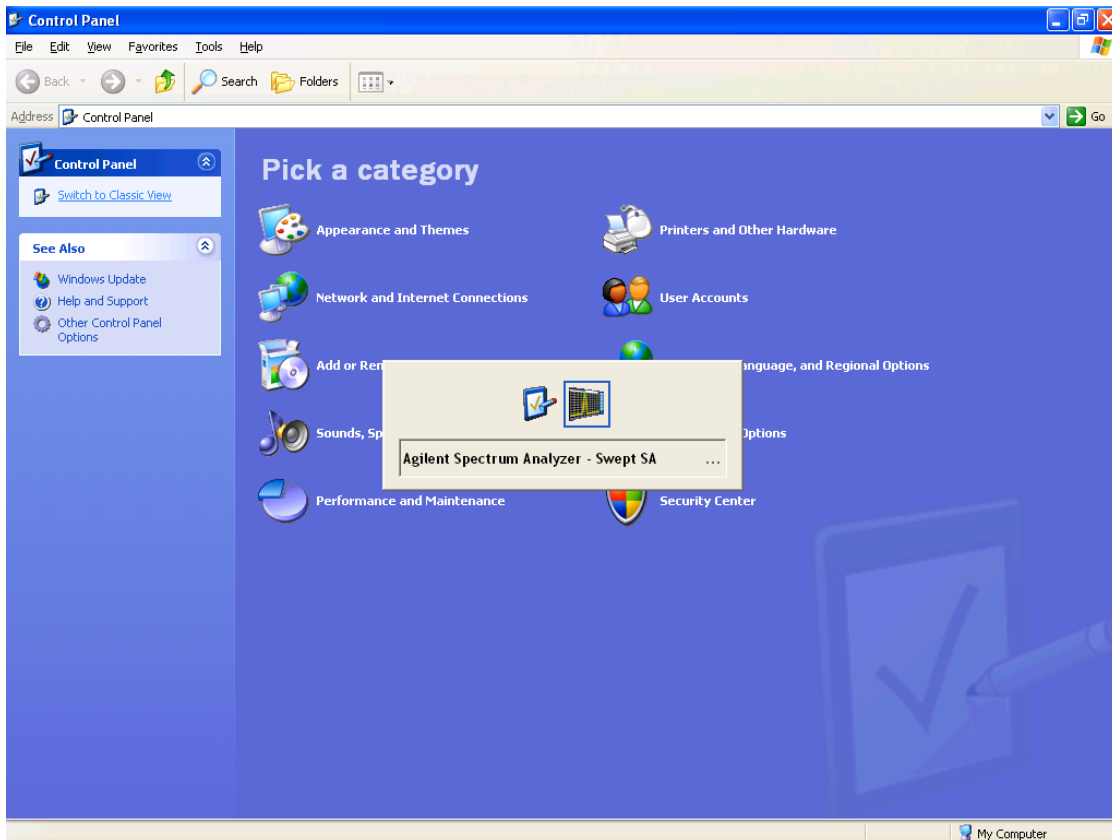 Control Panel
File Edit View Favorites Tools Help
Back Search Folders
Address Control Panel Go
Control Panel
Switch to Classic View
See Also
Windows Update
Help and Support
Other Control Panel
Options
Pick a category
Appearance and Themes
Printers and Other Hardware
Network and Internet Connections
User Accounts
Add or Rem
anguage, and Regional Options
Sounds, Sp
Options
Agilent Spectrum Analyzer - Swept SA ...
Performance and Maintenance
Security Center
My Computer